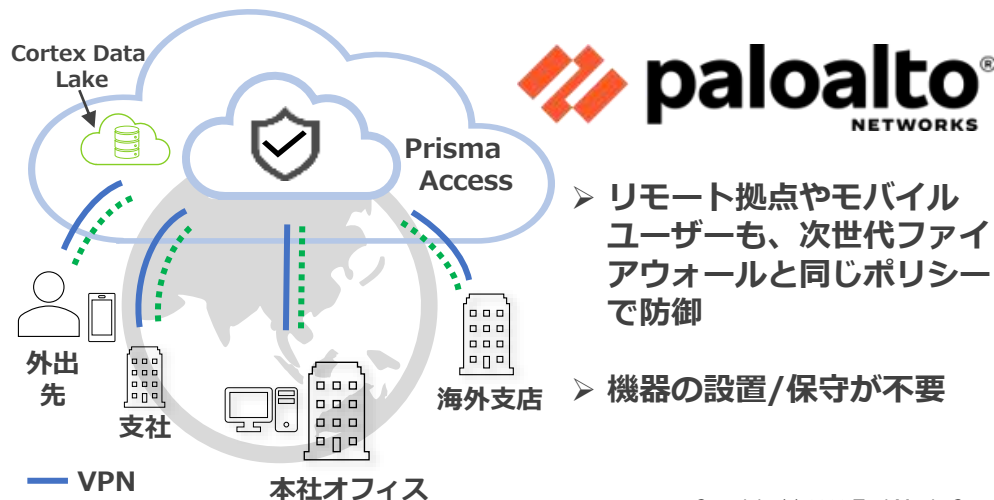 Cortex Data
Lake
Prisma
Access
外出
先
支社
本社オフィス
海外支店
VPN
paloalto®
NETWORKS
➢ リモート拠点やモバイル
ユーザーも、次世代ファイ
アウォールと同じポリシー
で防御
➢ 機器の設置/保守が不要